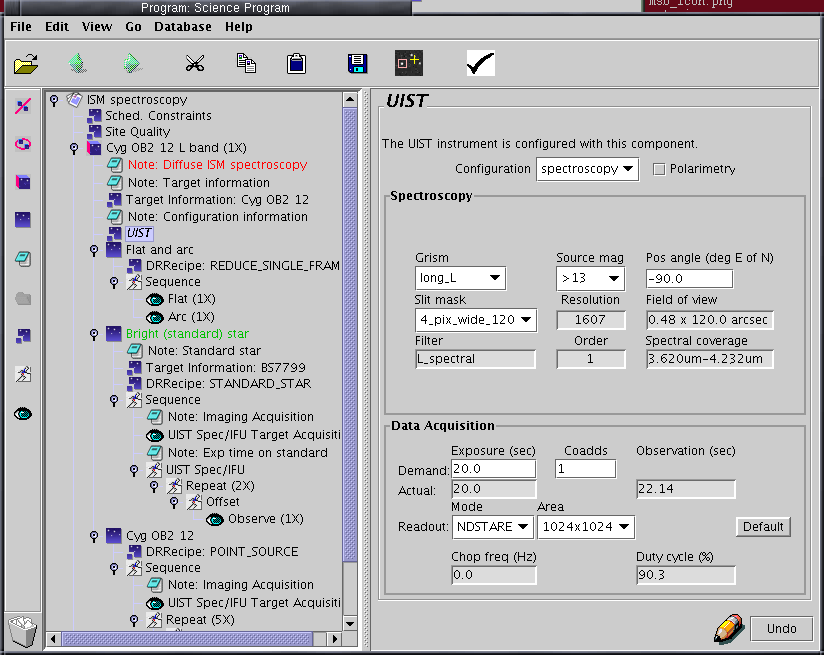 Program: Science Program
msb_icon.png
File Edit View Go Database Help
ISM spectroscopy
Sched. Constraints
Site Quality
Cyg OB2 12 L band (1X)
Note: Diffuse ISM spectroscopy
Note: Target information
Target Information: Cyg OB2 12
Note: Configuration information
UIST
Flat and arc
DRRecipe: REDUCE_SINGLE_FRAM
Sequence
Flat (1X)
Arc (1X)
Bright (standard) star
Note: Standard star
Target Information: BS7799
DRRecipe: STANDARD_STAR
Sequence
Note: Imaging Acquisition
UIST Spec/IFU Target Acquisiti
Note: Exp time on standard
UIST Spec/IFU
Repeat (2X)
Offset
Observe (1X)
Cyg OB2 12
DRRecipe: POINT_SOURCE
Sequence
Note: Imaging Acquisition
UIST Spec/IFU Target Acquisiti
Repeat (5X)
UIST
The UIST instrument is configured with this component.
Configuration spectroscopy Polarimetry
Spectroscopy
Grism Source mag Pos angle (deg E of N)
long_L >13 -90.0
Slit mask Resolution Field of view
4_pix_wide_120 1607 0.48 x 120.0 arcsec
Filter Order Spectral coverage
L_spectral 1 3.620um-4.232um
Data Acquisition
Exposure (sec) Coadds Observation (sec)
Demand: 20.0 1
Actual: 20.0 22.14
Mode Area
Readout: NDSTARE 1024x1024 Default
Chop freq (Hz) Duty cycle (%)
0.0 90.3
Undo